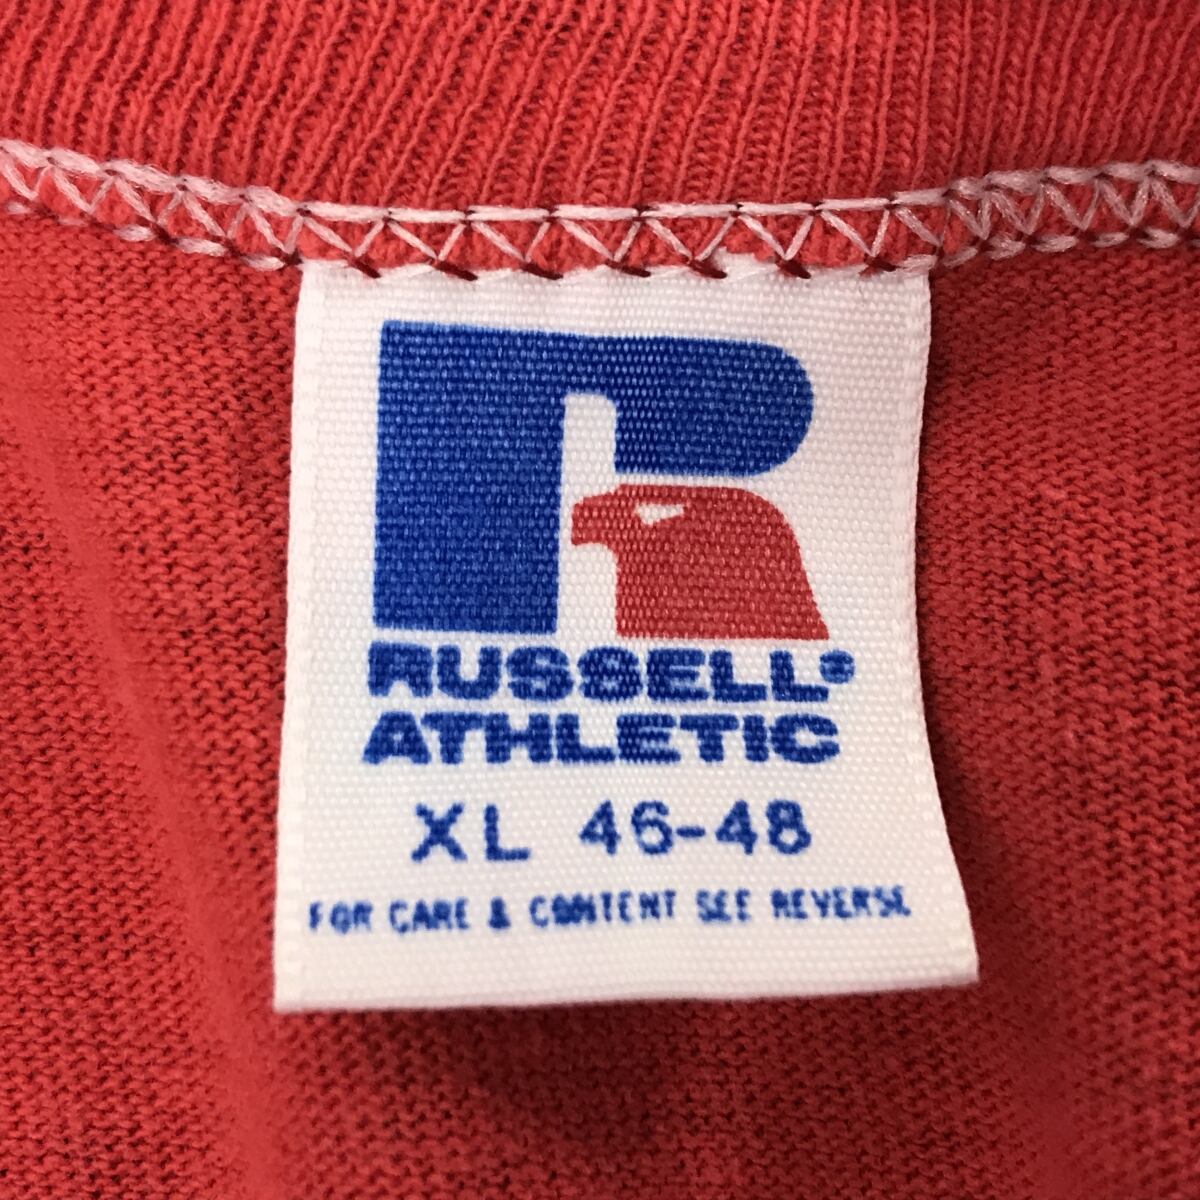 RUSSELL®
ATHLETIC
XL 46-48
FOR CARE & CONTENT SEE REVERSE